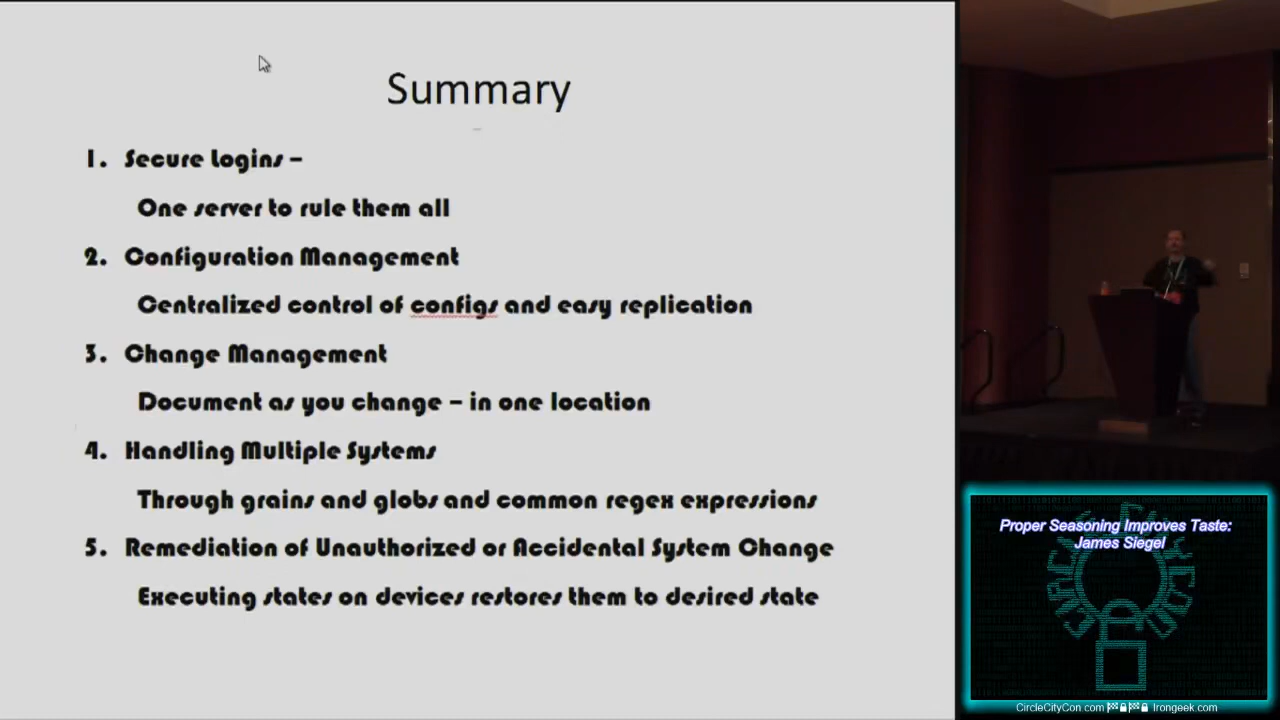 Summary
1. Secure Logins –
One server to rule them all
2. Configuration Management
Centralized control of configs and easy replication
3. Change Management
Document as you change – in one location
4. Handling Multiple Systems
Through grains and globs and common regex expressions
5. Remediation of Unauthorized or Accidental System Change
Executing states on devices restores them to desired state
Proper Seasoning Improves Taste:
James Siegel
CircleCityCon.com Irongeek.com